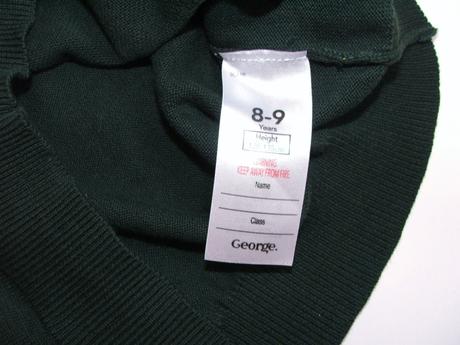 8-9
Years
Height
WARNING
KEEP AWAY FROM FIRE
Name
Class
George.